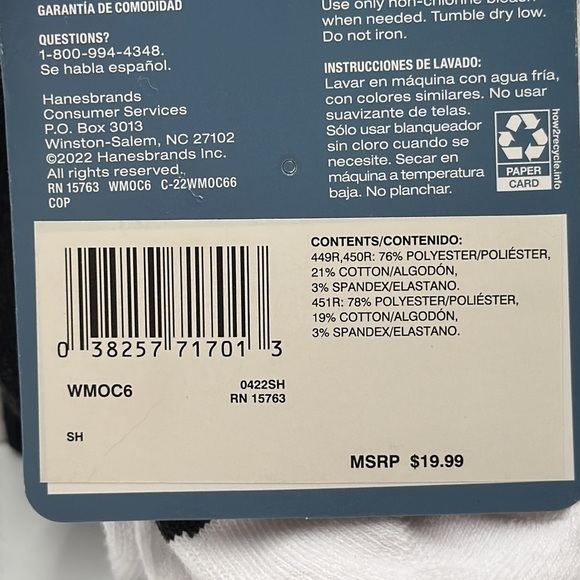 GARANTÍA DE COMODIDAD
QUESTIONS?
1-800-994-4348.
Se habla español.
Hanesbrands
Consumer Services
P.O. Box 3013
Winston-Salem, NC 27102
©2022 Hanesbrands Inc.
All rights reserved.
RN 15763 WMOC6 C-22WMOC66
COP
Use only non-chlorine bleach
when needed. Tumble dry low.
Do not iron.
INSTRUCCIONES DE LAVADO:
Lavar en máquina con agua fría,
con colores similares. No usar
suavizante de telas.
Sólo usar blanqueador
sin cloro cuando se
necesite. Secar en
máquina a temperatura
baja. No planchar.
PAPER
CARD
how2recycle.info
0 38257 71701 3
WMOC6
0422SH
RN 15763
SH
CONTENTS/CONTENIDO:
449R,450R: 76% POLYESTER/POLIÉSTER,
21% COTTON/ALGODÓN,
3% SPANDEX/ELASTANO.
451R: 78% POLYESTER/POLIÉSTER,
19% COTTON/ALGODÓN,
3% SPANDEX/ELASTANO.
MSRP $19.99